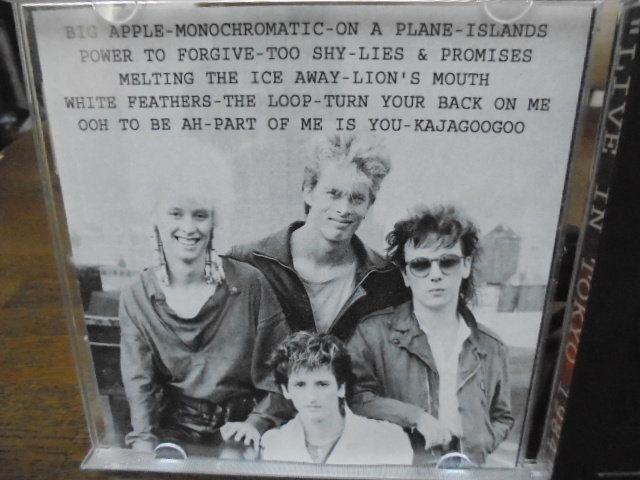 BIG APPLE-MONOCHROMATIC-ON A PLANE-ISLANDS
POWER TO FORGIVE-TOO SHY-LIES & PROMISES
MELTING THE ICE AWAY-LION'S MOUTH
WHITE FEATHERS-THE LOOP-TURN YOUR BACK ON ME
OOH TO BE AH-PART OF ME IS YOU-KAJAGOOGOO
"LIVE IN TOKYO